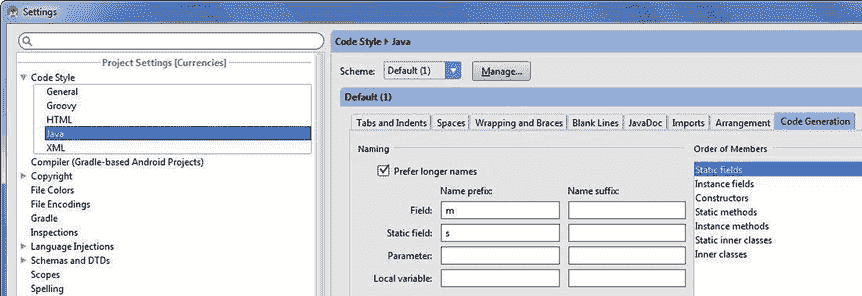 Settings
Project Settings [Currencies]
Code Style
General
Groovy
HTML
Java
XML
Compiler (Gradle-based Android Projects)
Copyright
File Colors
File Encodings
Gradle
Inspections
Language Injections
Schemas and DTDs
Scopes
Spelling
Code Style ▸ Java
Scheme: Default (1) Manage...
Default (1)
Tabs and Indents Spaces Wrapping and Braces Blank Lines JavaDoc Imports Arrangement Code Generation
Naming
Prefer longer names
Name prefix: Name suffix:
Field: m
Static field: s
Parameter:
Local variable:
Order of Members
Static fields
Instance fields
Constructors
Static methods
Instance methods
Static inner classes
Inner classes